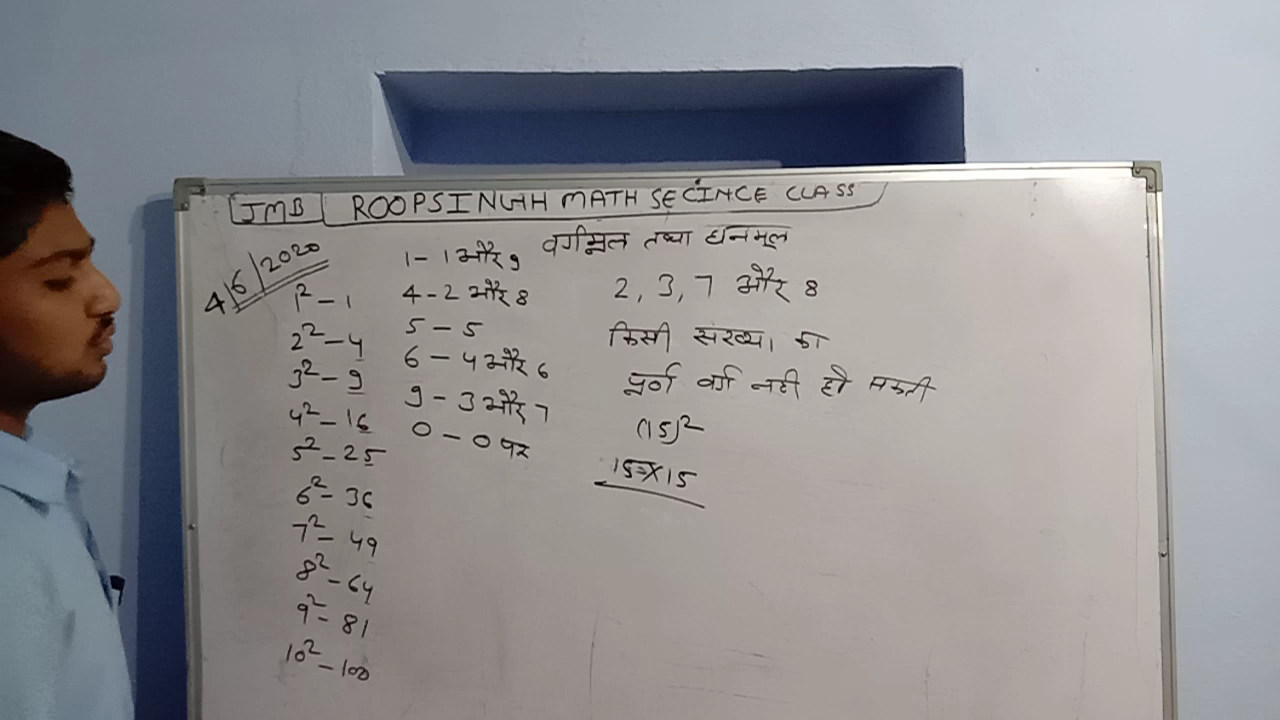 JMB ROOPSINGH MATH SECINCE CLASS
4/6/2020
वर्गमूल तथा घनमूल
1² – 1
2² – 4
3² – 9
4² – 16
5² – 25
6² – 36
7² – 49
8² – 64
9² – 81
10² – 100
1 – 1 और 9
4 – 2 और 8
5 – 5
6 – 4 और 6
9 – 3 और 7
0 – 0 पर
2, 3, 7 और 8
किसी संख्या का
पूर्ण वर्ग नही हो सकती
(15)²
15 × 15